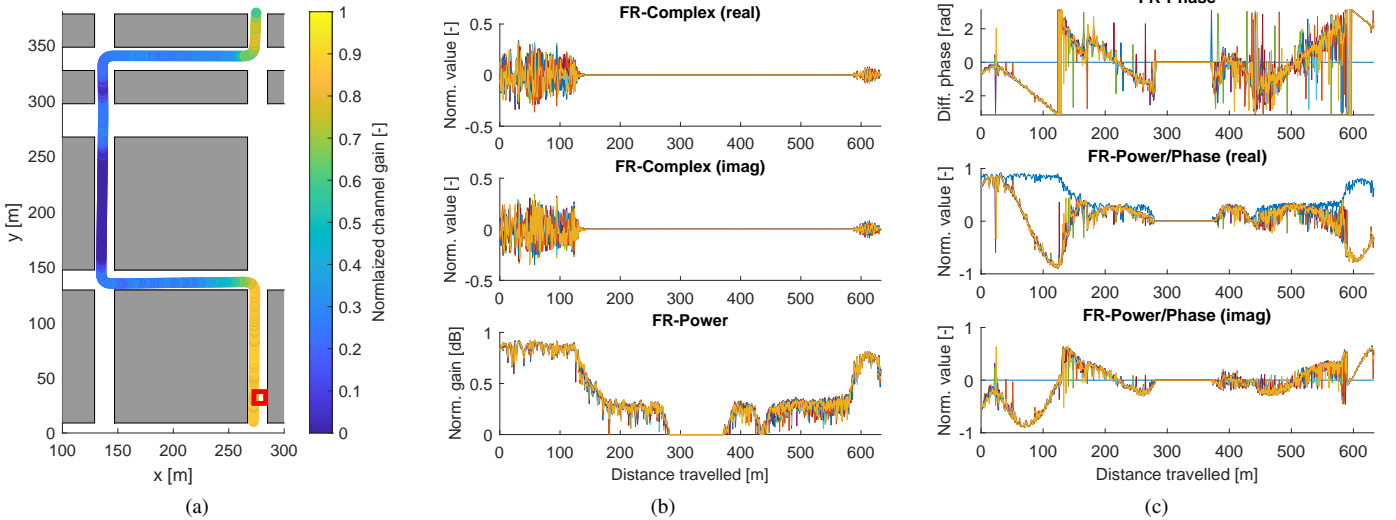 350
300
250
200
150
100
50
0
y [m]
100
150
200
250
300
x [m]
(a)
1
0.9
0.8
0.7
0.6
0.5
0.4
0.3
0.2
0.1
0
Normlaized channel gain [-]
FR-Complex (real)
Norm. value [-]
0.5
0
-0.5
0 100 200 300 400 500 600
FR-Complex (imag)
Norm. value [-]
0.5
0
-0.5
0 100 200 300 400 500 600
FR-Power
Norm. gain [dB]
1
0.5
0
0 100 200 300 400 500 600
Distance travelled [m]
(b)
FR-Phase
Diff. phase [rad]
2
0
-2
0 100 200 300 400 500 600
FR-Power/Phase (real)
Norm. value [-]
1
0
-1
0 100 200 300 400 500 600
FR-Power/Phase (imag)
Norm. value [-]
1
0
-1
0 100 200 300 400 500 600
Distance travelled [m]
(c)